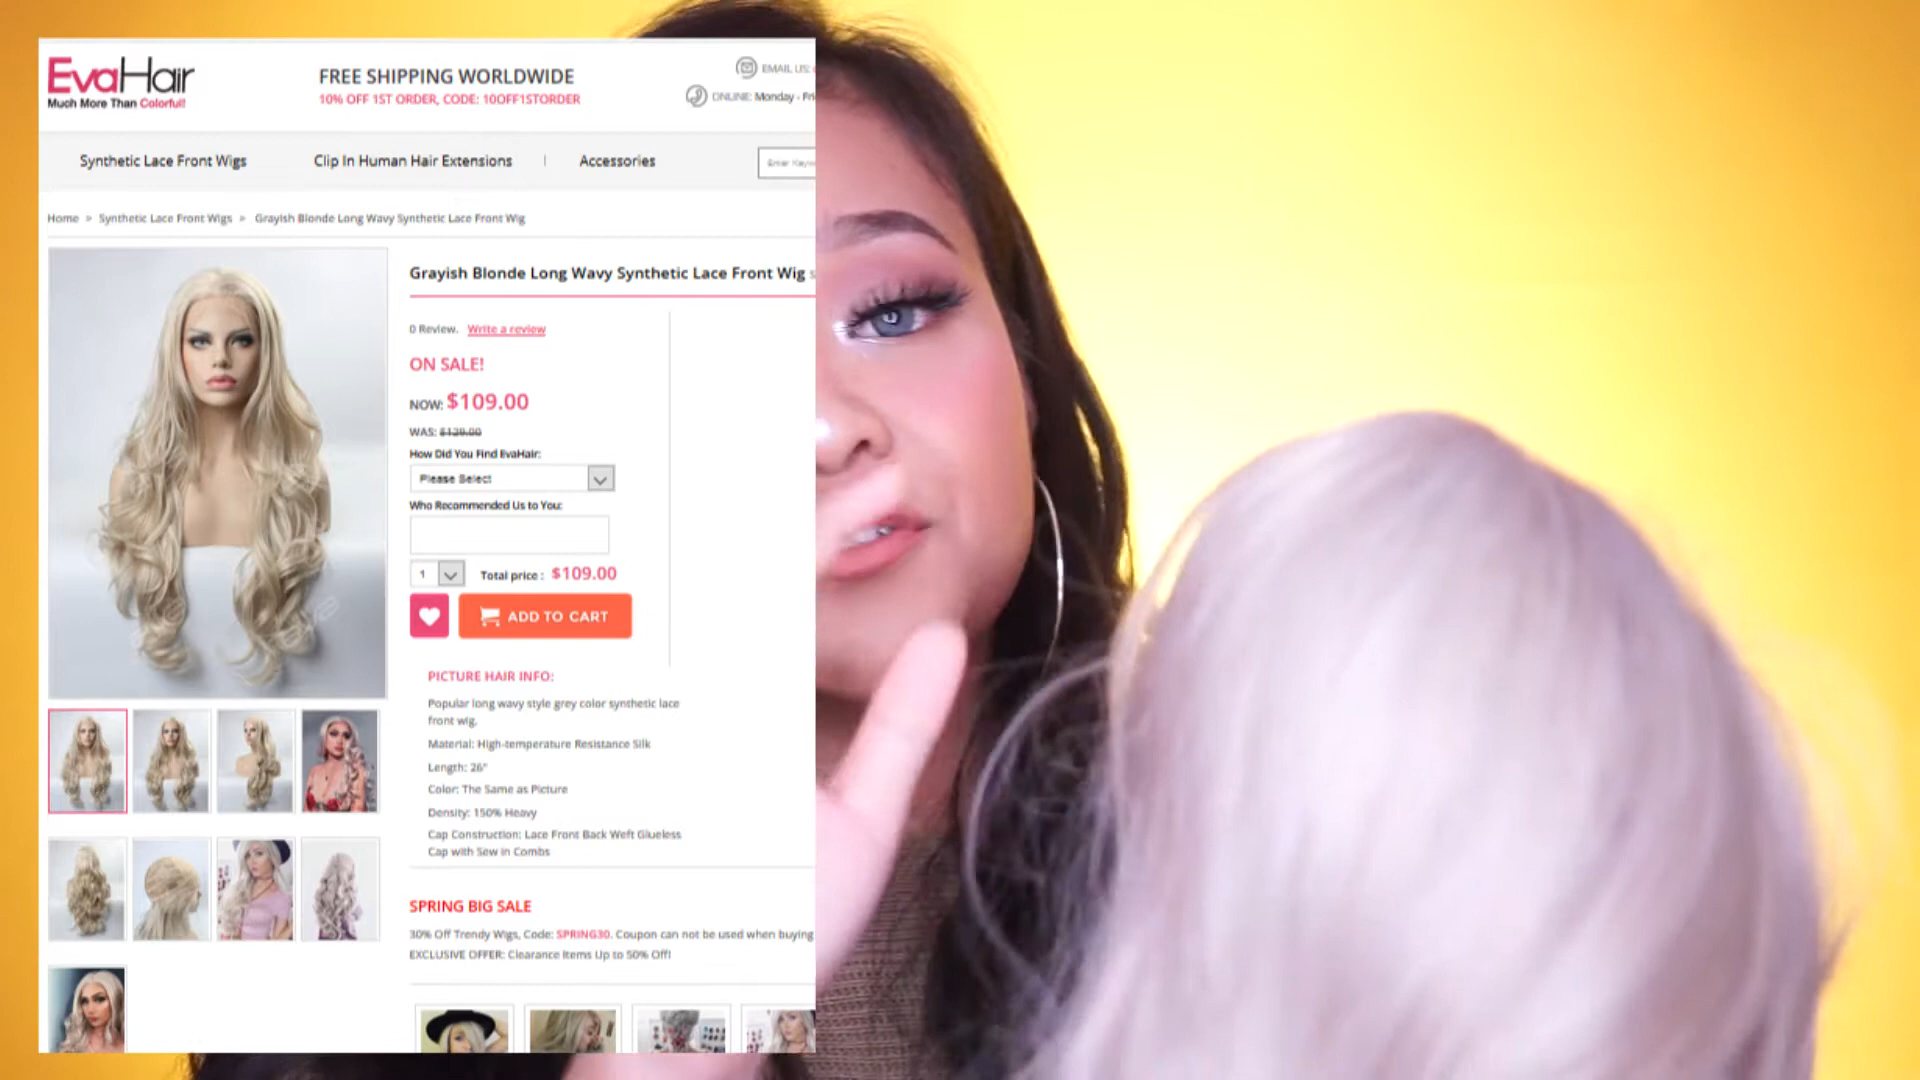 EvaHair
Much More Than Colorful!
FREE SHIPPING WORLDWIDE
10% OFF 1ST ORDER, CODE: 10OFF1STORDER
EMAIL US:
ONLINE: Monday - Fri
Synthetic Lace Front Wigs
Clip In Human Hair Extensions
Accessories
Home » Synthetic Lace Front Wigs » Grayish Blonde Long Wavy Synthetic Lace Front Wig
Grayish Blonde Long Wavy Synthetic Lace Front Wig
0 Review. Write a review
ON SALE!
NOW: $109.00
WAS: $139.00
How Did You Find EvaHair:
Please Select
Who Recommended Us to You:
1
Total price : $109.00
ADD TO CART
PICTURE HAIR INFO:
Popular long wavy style grey color synthetic lace
front wig.
Material: High-temperature Resistance Silk
Length: 26"
Color: The Same as Picture
Density: 150% Heavy
Cap Construction: Lace Front Back Weft Glueless
Cap with Sew in Combs
SPRING BIG SALE
30% Off Trendy Wigs, Code: SPRING30. Coupon can not be used when buying
EXCLUSIVE OFFER: Clearance Items Up to 50% Off!